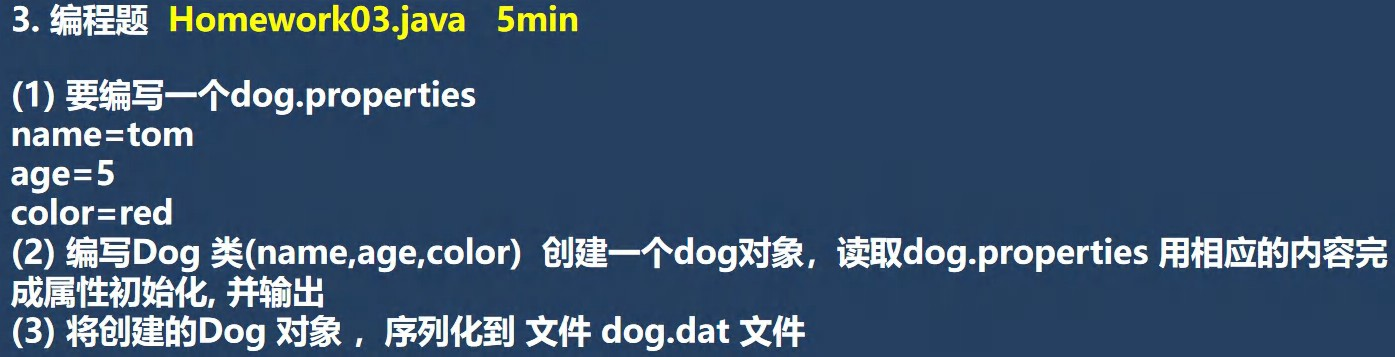 3. 编程题  Homework03.java   5min
(1) 要编写一个dog.properties
name=tom
age=5
color=red
(2) 编写Dog 类(name,age,color)  创建一个dog对象，读取dog.properties 用相应的内容完
成属性初始化, 并输出
(3) 将创建的Dog 对象 ，序列化到 文件 dog.dat 文件